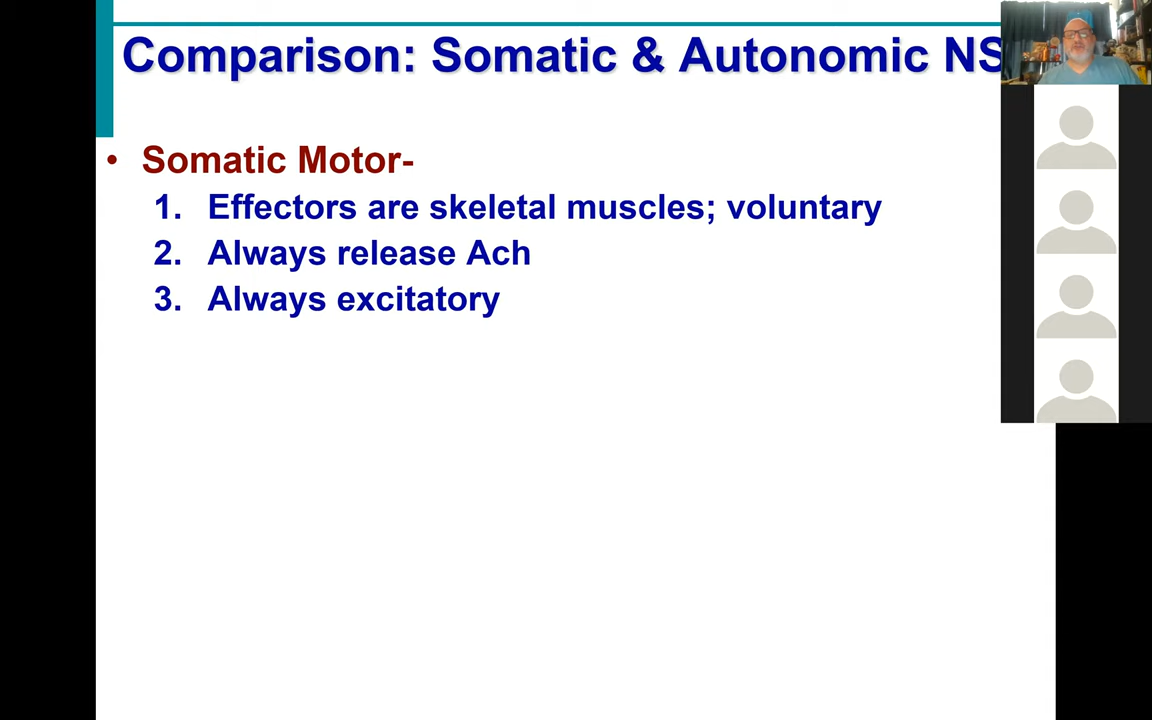 Comparison: Somatic & Autonomic NS
• Somatic Motor-
1. Effectors are skeletal muscles; voluntary
2. Always release Ach
3. Always excitatory